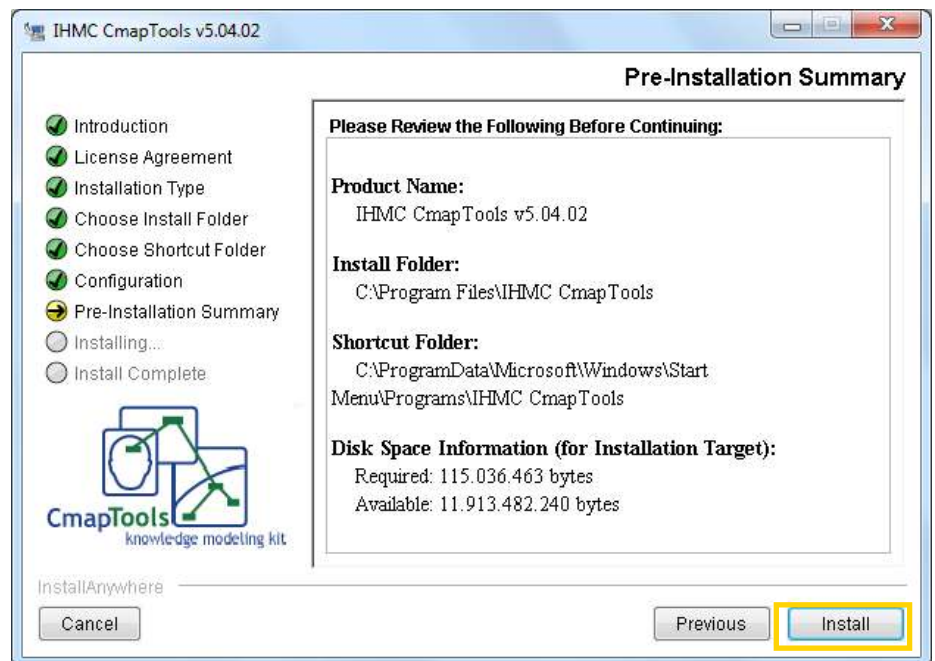 IHMC CmapTools v5.04.02
Pre-Installation Summary
Introduction
License Agreement
Installation Type
Choose Install Folder
Choose Shortcut Folder
Configuration
Pre-Installation Summary
Installing...
Install Complete
CmapTools
knowledge modeling kit
Please Review the Following Before Continuing:
Product Name:
IHMC CmapTools v5.04.02
Install Folder:
C:\Program Files\IHMC CmapTools
Shortcut Folder:
C:\ProgramData\Microsoft\Windows\Start
Menu\Programs\IHMC CmapTools
Disk Space Information (for Installation Target):
Required: 115.036.463 bytes
Available: 11.913.482.240 bytes
InstallAnywhere
Cancel
Previous
Install